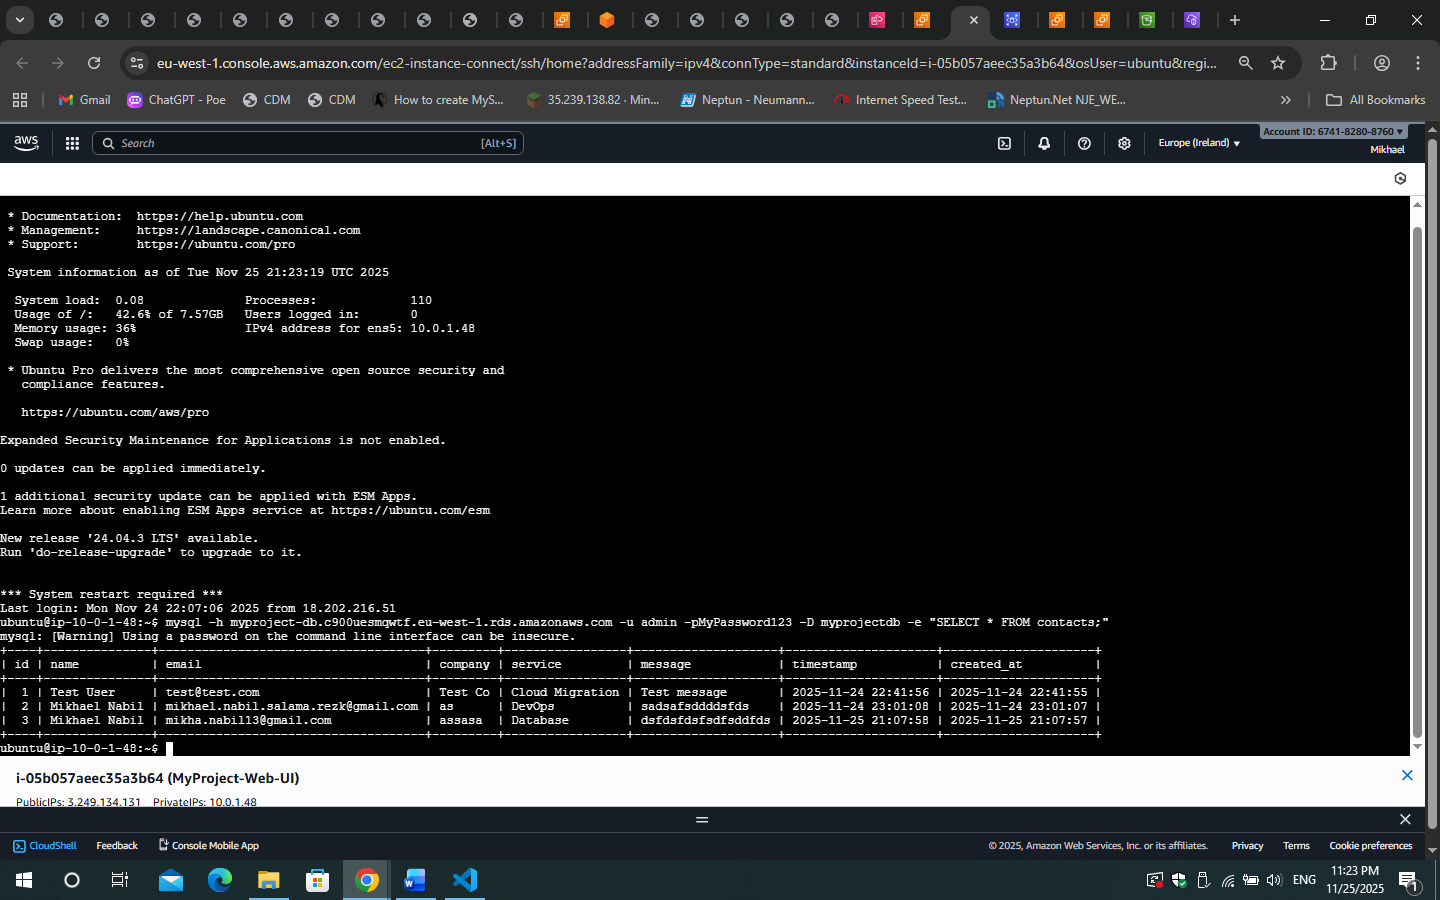 eu-west-1.console.aws.amazon.com/ec2-instance-connect/ssh/home?addressFamily=ipv4&connType=standard&instanceId=i-05b057aeec35a3b64&osUser=ubuntu&regi...
Gmail ChatGPT - Poe CDM CDM How to create MyS... 35.239.138.82 · Min... Neptun - Neumann... Internet Speed Test... Neptun.Net NJE_WE... » All Bookmarks
aws Search [Alt+S] Europe (Ireland) ▼ Account ID: 6741-8280-8760 ▼
Mikhael
* Documentation: https://help.ubuntu.com
* Management: https://landscape.canonical.com
* Support: https://ubuntu.com/pro
System information as of Tue Nov 25 21:23:19 UTC 2025
System load: 0.08 Processes: 110
Usage of /: 42.6% of 7.57GB Users logged in: 0
Memory usage: 36% IPv4 address for ens5: 10.0.1.48
Swap usage: 0%
* Ubuntu Pro delivers the most comprehensive open source security and
compliance features.
https://ubuntu.com/aws/pro
Expanded Security Maintenance for Applications is not enabled.
0 updates can be applied immediately.
1 additional security update can be applied with ESM Apps.
Learn more about enabling ESM Apps service at https://ubuntu.com/esm
New release '24.04.3 LTS' available.
Run 'do-release-upgrade' to upgrade to it.
*** System restart required ***
Last login: Mon Nov 24 22:07:06 2025 from 18.202.216.51
ubuntu@ip-10-0-1-48:~$ mysql -h myproject-db.c900uesmqwtf.eu-west-1.rds.amazonaws.com -u admin -pMyPassword123 -D myprojectdb -e "SELECT * FROM contacts;"
mysql: [Warning] Using a password on the command line interface can be insecure.
+----+--------------+-----------------------------------+---------+-----------------+--------------------+---------------------+---------------------+
| id | name | email | company | service | message | timestamp | created_at |
+----+--------------+-----------------------------------+---------+-----------------+--------------------+---------------------+---------------------+
| 1 | Test User | test@test.com | Test Co | Cloud Migration | Test message | 2025-11-24 22:41:56 | 2025-11-24 22:41:55 |
| 2 | Mikhael Nabil | mikhael.nabil.salama.rezk@gmail.com | as | DevOps | sadsafsddddsfds | 2025-11-24 23:01:08 | 2025-11-24 23:01:07 |
| 3 | Mikhael Nabil | mikha.nabil13@gmail.com | assasa | Database | dsfdsfdsfsdfsddfds | 2025-11-25 21:07:58 | 2025-11-25 21:07:57 |
+----+--------------+-----------------------------------+---------+-----------------+--------------------+---------------------+---------------------+
ubuntu@ip-10-0-1-48:~$
i-05b057aeec35a3b64 (MyProject-Web-UI)
PublicIPs: 3.249.134.131 PrivateIPs: 10.0.1.48
CloudShell Feedback Console Mobile App © 2025, Amazon Web Services, Inc. or its affiliates. Privacy Terms Cookie preferences
ENG 11:23 PM
11/25/2025
1